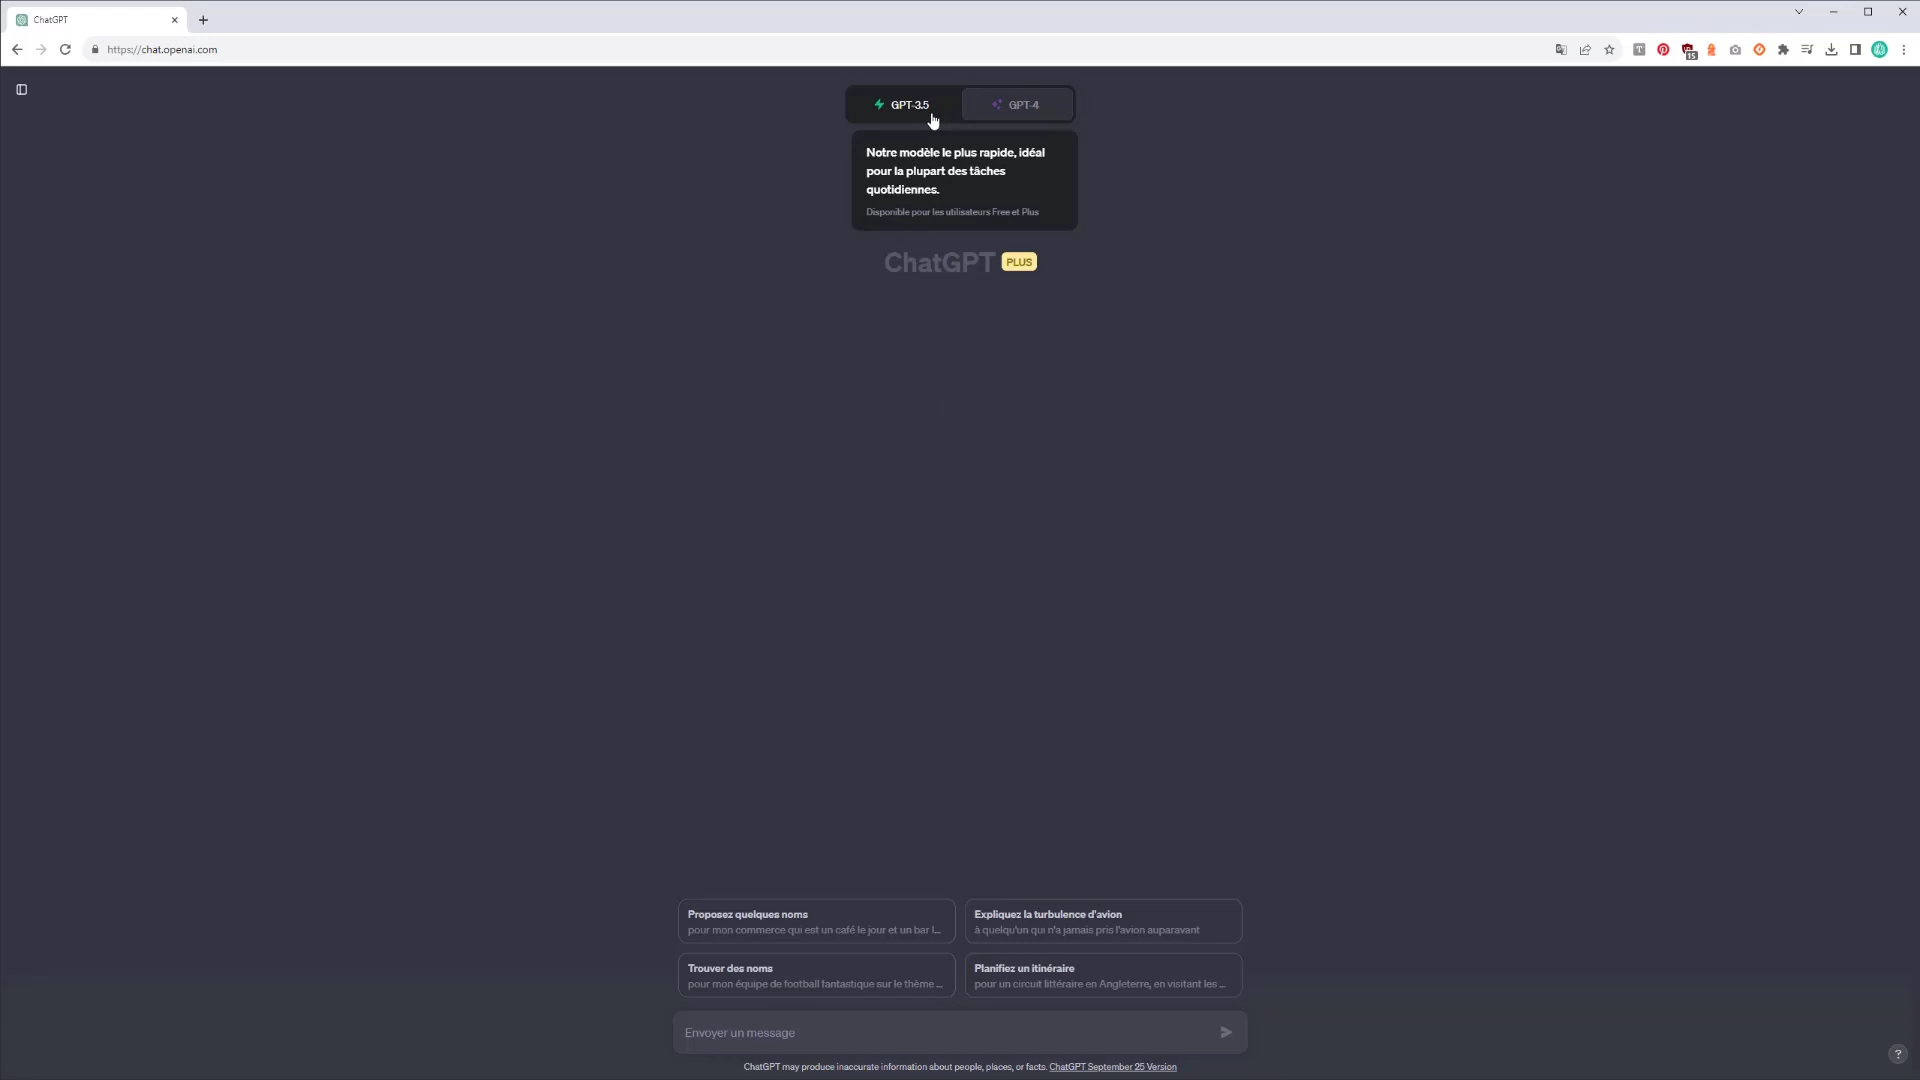 ChatGPT
https://chat.openai.com
15
GPT-3.5
GPT-4
Notre modèle le plus rapide, idéal
pour la plupart des tâches
quotidiennes.
Disponible pour les utilisateurs Free et Plus
ChatGPT PLUS
Proposez quelques noms
pour mon commerce qui est un café le jour et un bar l...
Expliquez la turbulence d'avion
à quelqu'un qui n'a jamais pris l'avion auparavant
Trouver des noms
pour mon équipe de football fantastique sur le thème ...
Planifiez un itinéraire
pour un circuit littéraire en Angleterre, en visitant les ...
Envoyer un message
ChatGPT may produce inaccurate information about people, places, or facts. ChatGPT September 25 Version
?